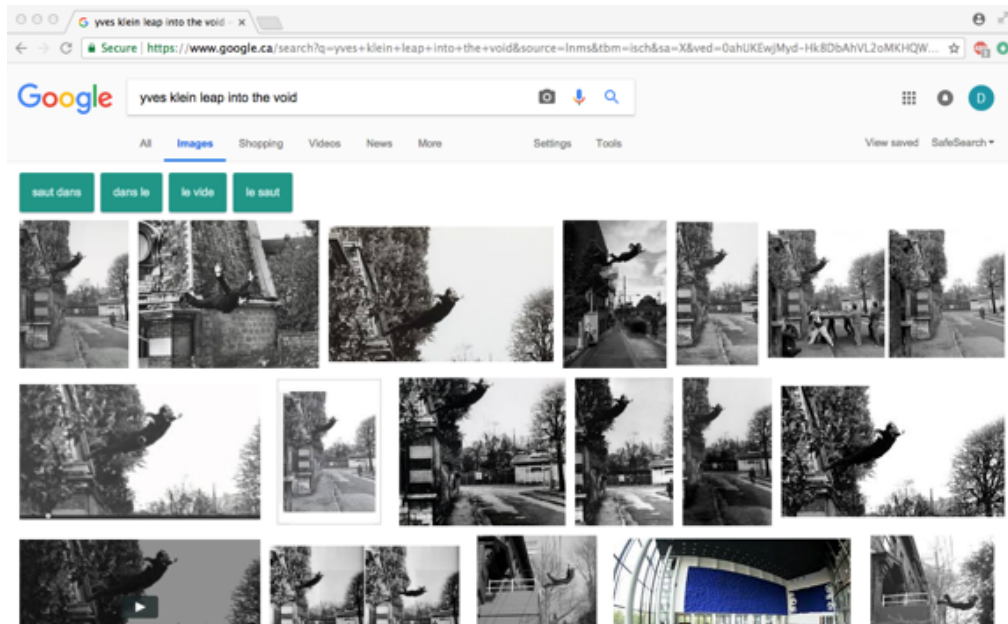 yves klein leap into the void -
Secure | https://www.google.ca/search?q=yves+klein+leap+into+the+void&source=lnms&tbm=isch&sa=X&ved=0ahUKEwjMyd-Hk8DbAhVL2oMKHQW...
Google yves klein leap into the void D
All Images Shopping Videos News More Settings Tools View saved SafeSearch
saut dans dans le le vide le saut